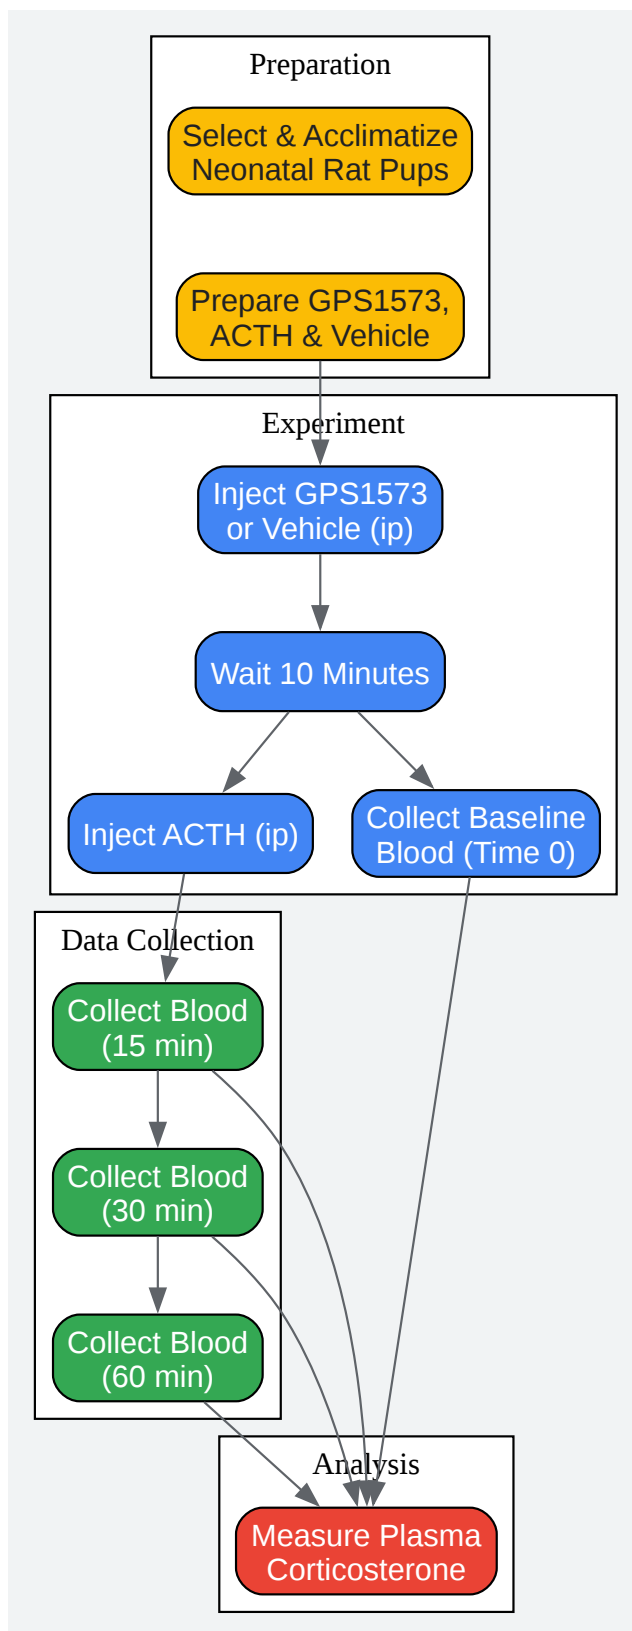 Preparation
Select & Acclimatize
Neonatal Rat Pups
Prepare GPS1573,
ACTH & Vehicle
Experiment
Inject GPS1573
or Vehicle (ip)
Wait 10 Minutes
Inject ACTH (ip)
Collect Baseline
Blood (Time 0)
Data Collection
Collect Blood
(15 min)
Collect Blood
(30 min)
Collect Blood
(60 min)
Analysis
Measure Plasma
Corticosterone